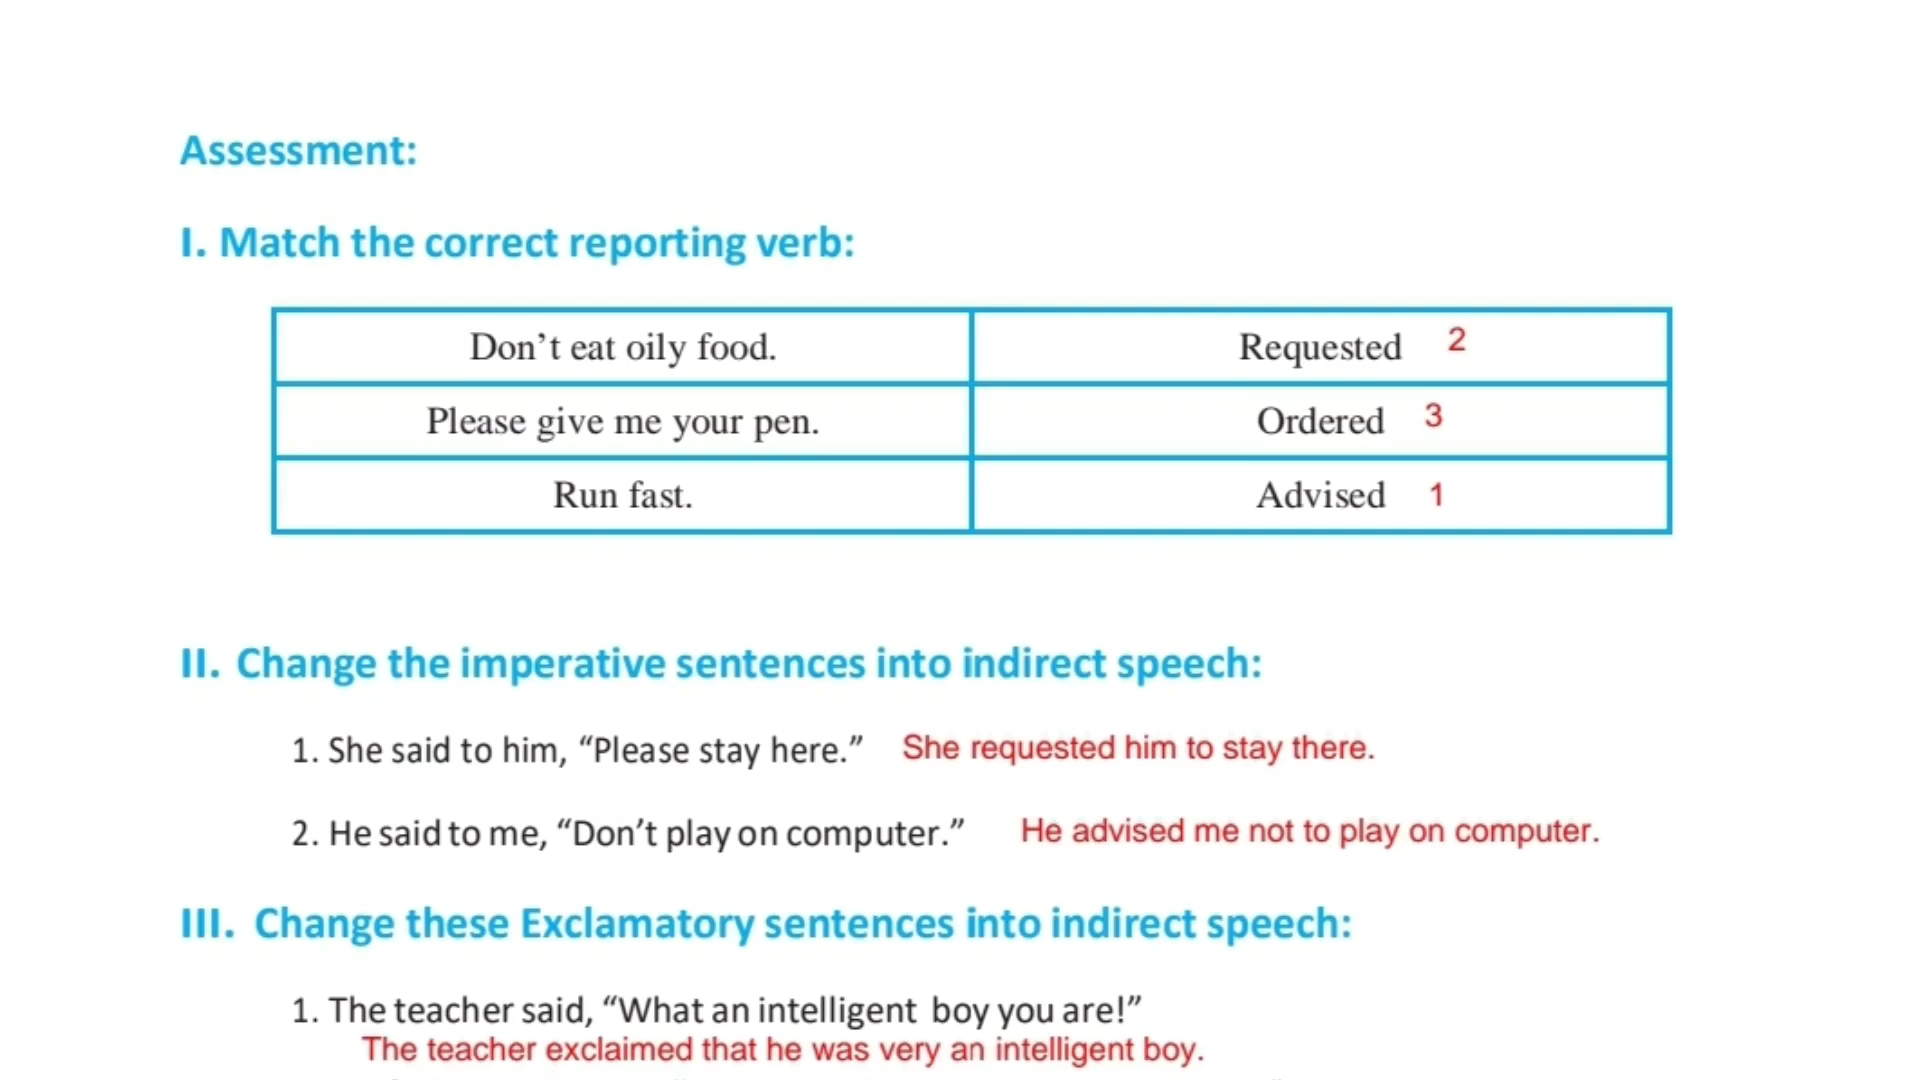 Assessment:
I. Match the correct reporting verb:
Don’t eat oily food. Requested 2
Please give me your pen. Ordered 3
Run fast. Advised 1
II. Change the imperative sentences into indirect speech:
1. She said to him, “Please stay here.” She requested him to stay there.
2. He said to me, “Don’t play on computer.” He advised me not to play on computer.
III. Change these Exclamatory sentences into indirect speech:
1. The teacher said, “What an intelligent boy you are!”
The teacher exclaimed that he was very an intelligent boy.